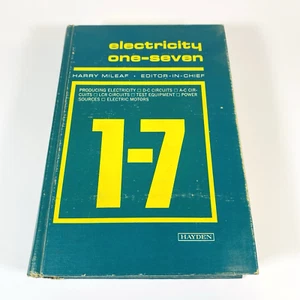 electricity
one-seven
HARRY MILEAF • EDITOR-IN-CHIEF
PRODUCING ELECTRICITY □ D-C CIRCUITS □ A-C CIR-
CUITS □ LCR CIRCUITS □ TEST EQUIPMENT □ POWER
SOURCES □ ELECTRIC MOTORS
1-7
HAYDEN